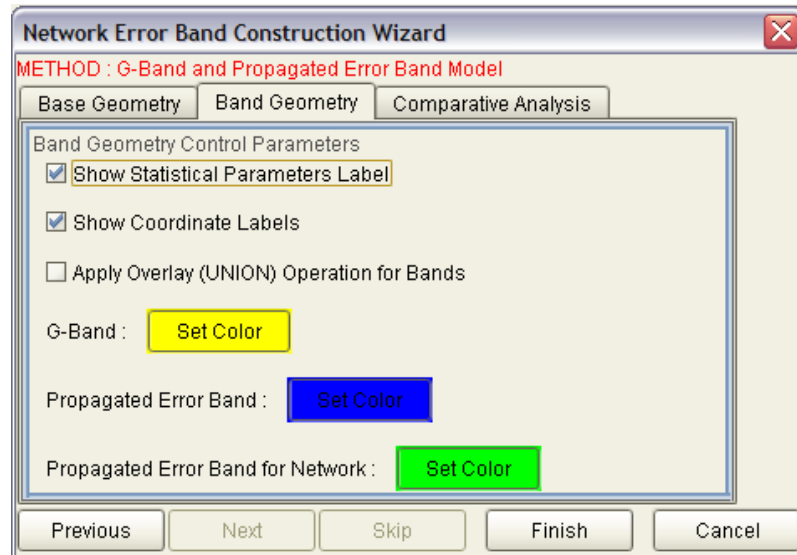 Network Error Band Construction Wizard
METHOD : G-Band and Propagated Error Band Model
Base Geometry Band Geometry Comparative Analysis
Band Geometry Control Parameters
Show Statistical Parameters Label
Show Coordinate Labels
Apply Overlay (UNION) Operation for Bands
G-Band : Set Color
Propagated Error Band : Set Color
Propagated Error Band for Network : Set Color
Previous Next Skip Finish Cancel